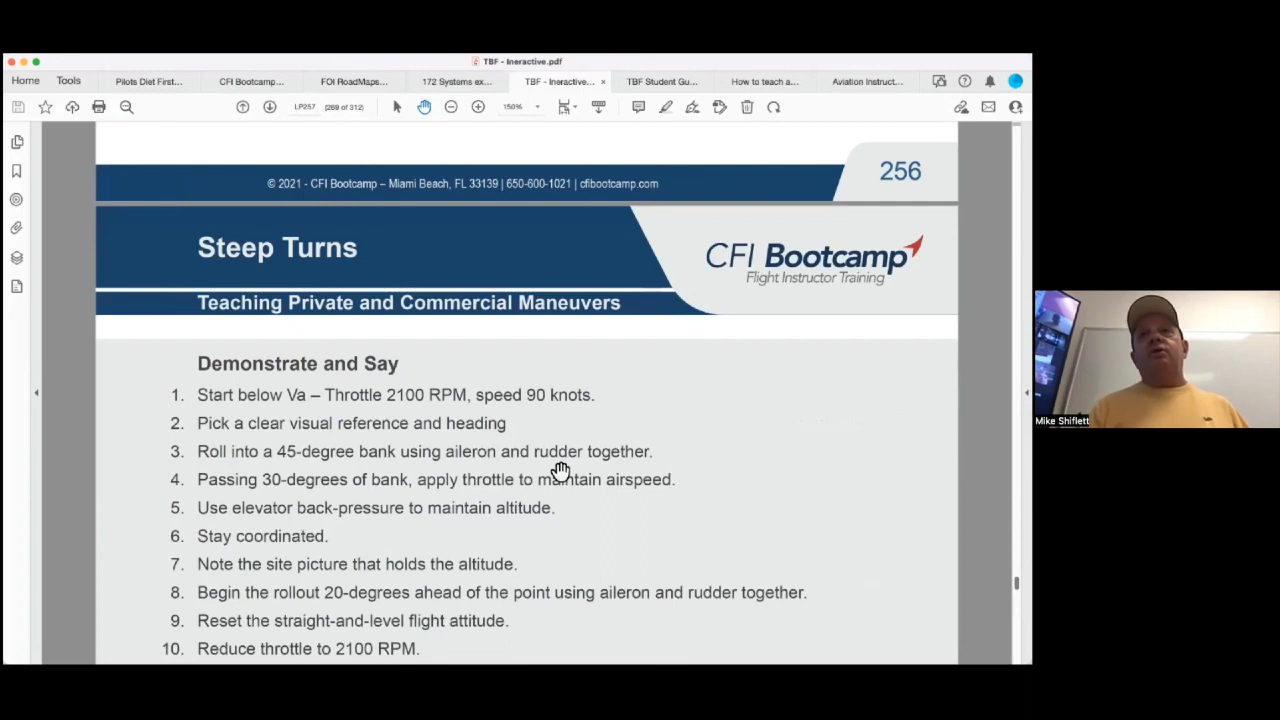 TBF - Ineractive.pdf
Home Tools Pilots Diet First... CFI Bootcamp... FOI RoadMaps... 172 Systems ex... TBF - Ineractive... × TBF Student Gu... How to teach a... Aviation Instruct...
LP257 (269 of 312) 150%
© 2021 - CFI Bootcamp – Miami Beach, FL 33139 | 650-600-1021 | cfibootcamp.com
256
Steep Turns
CFI Bootcamp
Flight Instructor Training
Teaching Private and Commercial Maneuvers
Demonstrate and Say
1. Start below Va – Throttle 2100 RPM, speed 90 knots.
2. Pick a clear visual reference and heading
3. Roll into a 45-degree bank using aileron and rudder together.
4. Passing 30-degrees of bank, apply throttle to maintain airspeed.
5. Use elevator back-pressure to maintain altitude.
6. Stay coordinated.
7. Note the site picture that holds the altitude.
8. Begin the rollout 20-degrees ahead of the point using aileron and rudder together.
9. Reset the straight-and-level flight attitude.
10. Reduce throttle to 2100 RPM.
Mike Shiflett